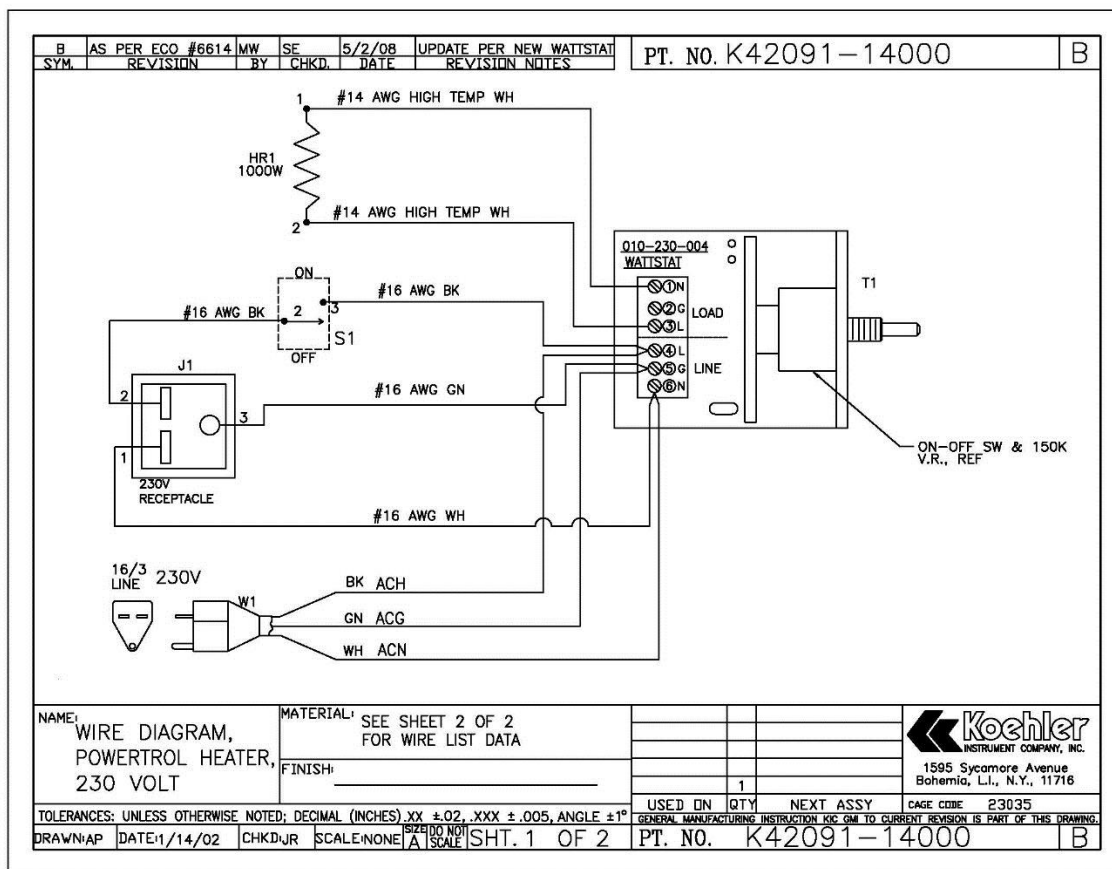 B AS PER ECO #6614 MW SE 5/2/08 UPDATE PER NEW WATTSTAT
SYM. REVISION BY CHKD. DATE REVISION NOTES
PT. NO. K42091-14000 B
1 #14 AWG HIGH TEMP WH
HR1
1000W
#14 AWG HIGH TEMP WH
2
010-230-004
WATTSTAT
1 N
2 G LOAD
3 L
4 L
5 G LINE
6 N
T1
ON
#16 AWG BK
3
#16 AWG BK
2
S1
OFF
J1
#16 AWG GN
2
3
1
230V
RECEPTACLE
ON-OFF SW & 150K
V.R., REF
#16 AWG WH
16/3
LINE 230V
W1
BK ACH
GN ACG
WH ACN
NAME:
WIRE DIAGRAM,
POWERTROL HEATER,
230 VOLT
MATERIAL: SEE SHEET 2 OF 2
FOR WIRE LIST DATA
FINISH:
1
USED ON QTY NEXT ASSY
Koehler
INSTRUMENT COMPANY, INC.
1595 Sycamore Avenue
Bohemia, L.I., N.Y., 11716
CAGE CODE 23035
TOLERANCES: UNLESS OTHERWISE NOTED; DECIMAL (INCHES) .XX ±.02, .XXX ±.005, ANGLE ±1°
GENERAL MANUFACTURING INSTRUCTION KIC GMI TO CURRENT REVISION IS PART OF THIS DRAWING.
DRAWN:AP DATE:1/14/02 CHKD:JR SCALE:NONE SIZE A DO NOT SCALE SHT. 1 OF 2 PT. NO. K42091-14000 B